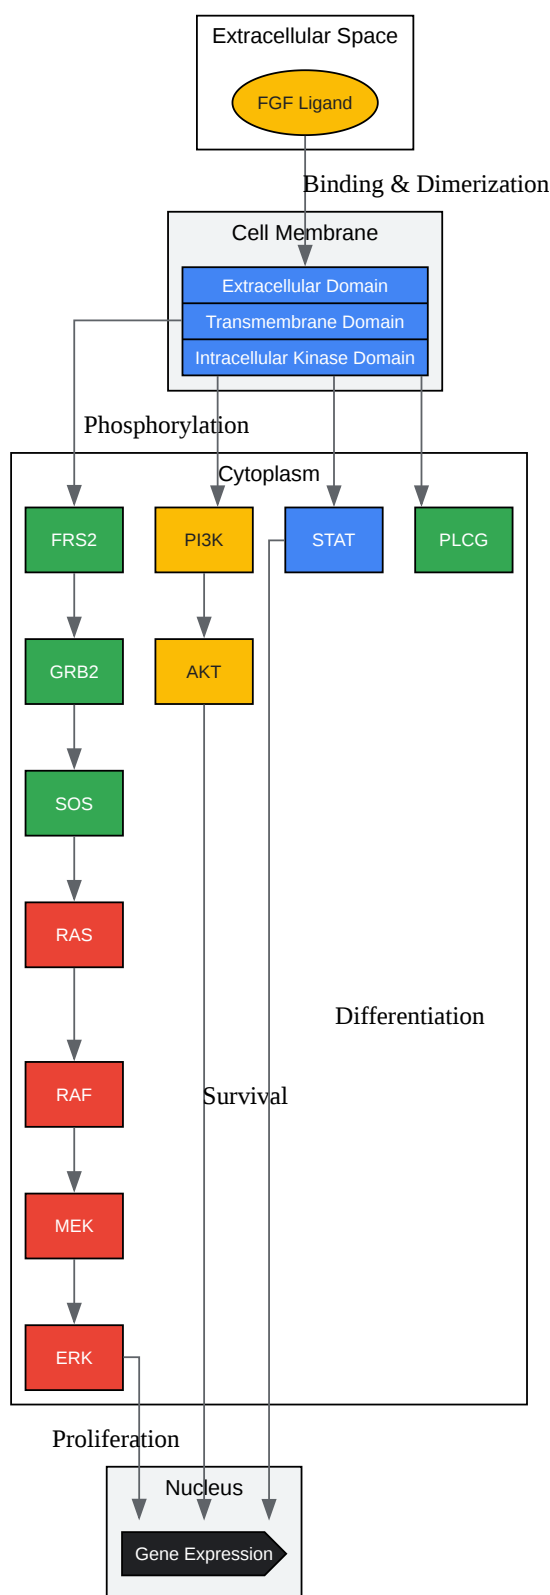 Extracellular Space
FGF Ligand
Binding & Dimerization
Cell Membrane
Extracellular Domain
Transmembrane Domain
Intracellular Kinase Domain
Phosphorylation
Cytoplasm
FRS2
PI3K
STAT
PLCG
GRB2
AKT
SOS
RAS
Differentiation
RAF
Survival
MEK
ERK
Proliferation
Nucleus
Gene Expression